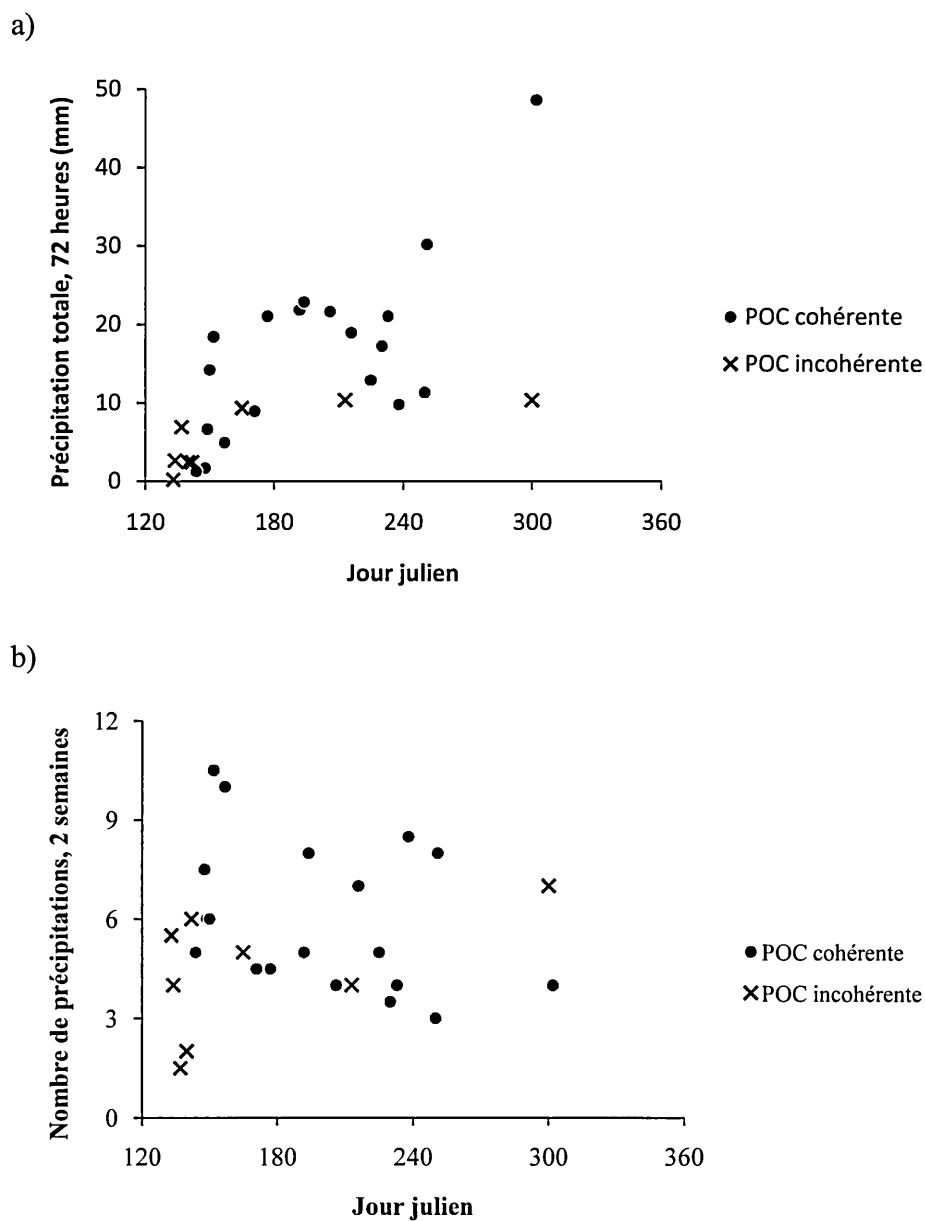 a)
50
40
30
20
10
0
Précipitation totale, 72 heures (mm)
120 180 240 300 360
Jour julien
POC cohérente
POC incohérente
b)
12
9
6
3
0
Nombre de précipitations, 2 semaines
120 180 240 300 360
Jour julien
POC cohérente
POC incohérente